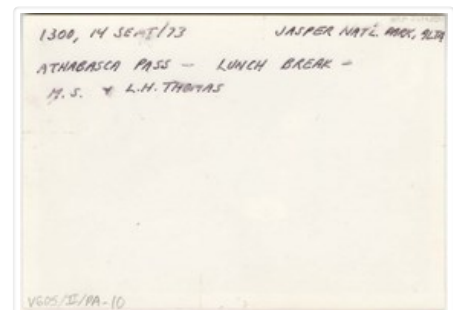 1300, 14 SEPT/73 JASPER NAT'L PARK, ALTA
ATHABASCA PASS — LUNCH BREAK —
M.S. & L.H. THOMAS
V605/II/PA-10